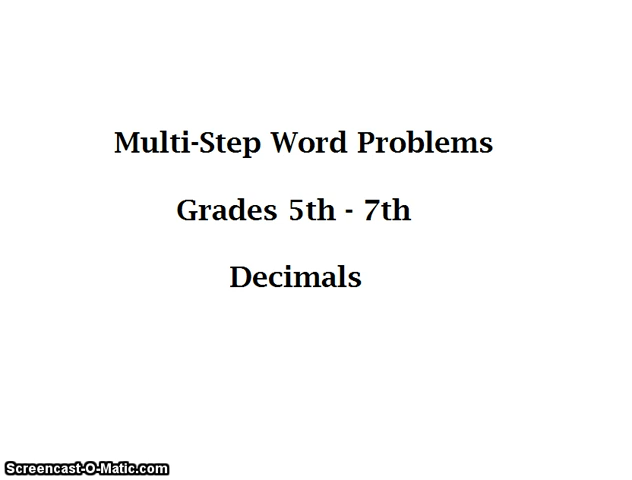 Multi-Step Word Problems
Grades 5th - 7th
Decimals
Screencast-O-Matic.com